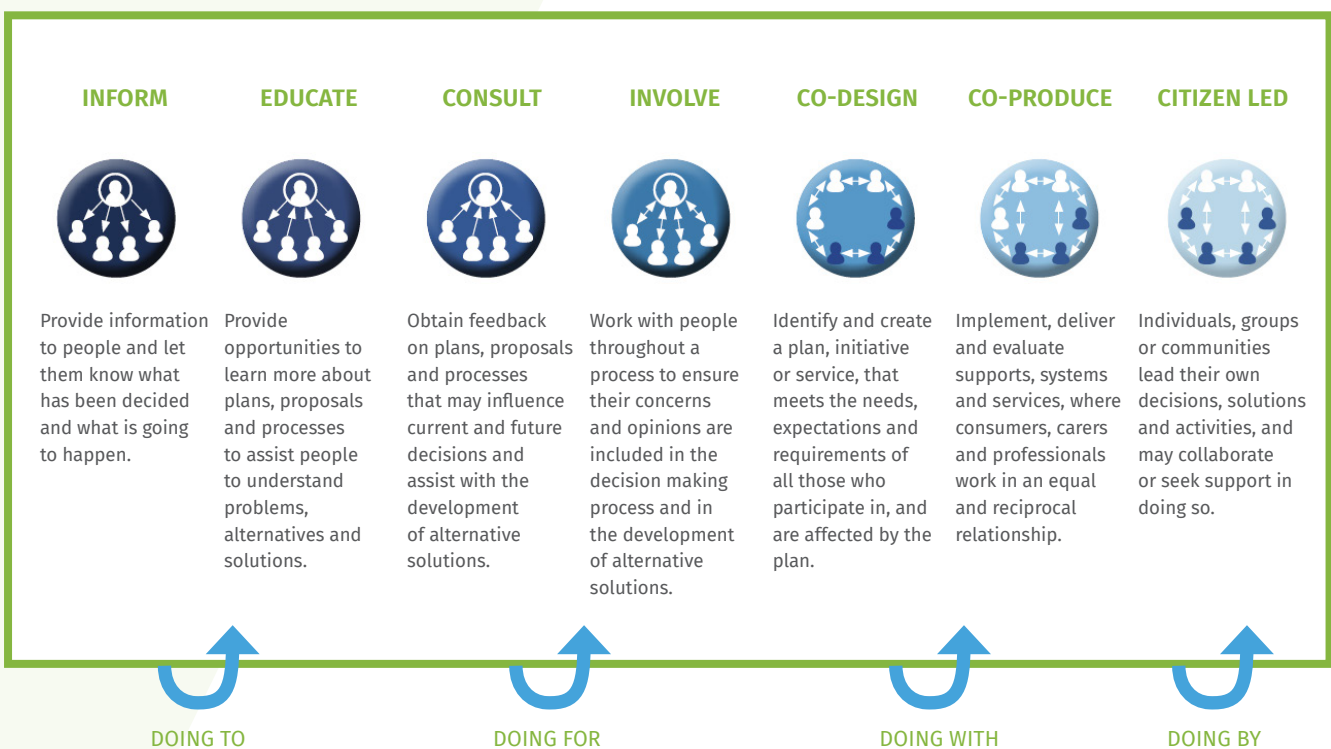 INFORM
Provide information
to people and let
them know what
has been decided
and what is going
to happen.
EDUCATE
Provide
opportunities to
learn more about
plans, proposals
and processes
to assist people
to understand
problems,
alternatives and
solutions.
CONSULT
Obtain feedback
on plans, proposals
and processes
that may influence
current and future
decisions and
assist with the
development
of alternative
solutions.
INVOLVE
Work with people
throughout a
process to ensure
their concerns
and opinions are
included in the
decision making
process and in
the development
of alternative
solutions.
CO-DESIGN
Identify and create
a plan, initiative
or service, that
meets the needs,
expectations and
requirements of
all those who
participate in, and
are affected by the
plan.
CO-PRODUCE
Implement, deliver
and evaluate
supports, systems
and services, where
consumers, carers
and professionals
work in an equal
and reciprocal
relationship.
CITIZEN LED
Individuals, groups
or communities
lead their own
decisions, solutions
and activities, and
may collaborate
or seek support in
doing so.
DOING TO
DOING FOR
DOING WITH
DOING BY